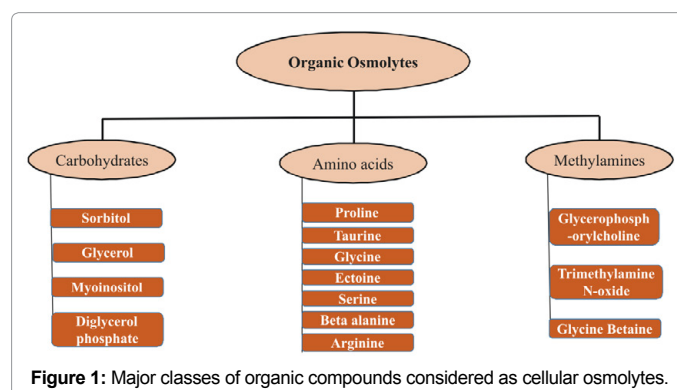 Organic Osmolytes
Carbohydrates
Amino acids
Methylamines
Sorbitol
Glycerol
Myoinositol
Diglycerol
phosphate
Proline
Taurine
Glycine
Ectoine
Serine
Beta alanine
Arginine
Glycerophosph
-orylcholine
Trimethylamine
N-oxide
Glycine Betaine
Figure 1: Major classes of organic compounds considered as cellular osmolytes.